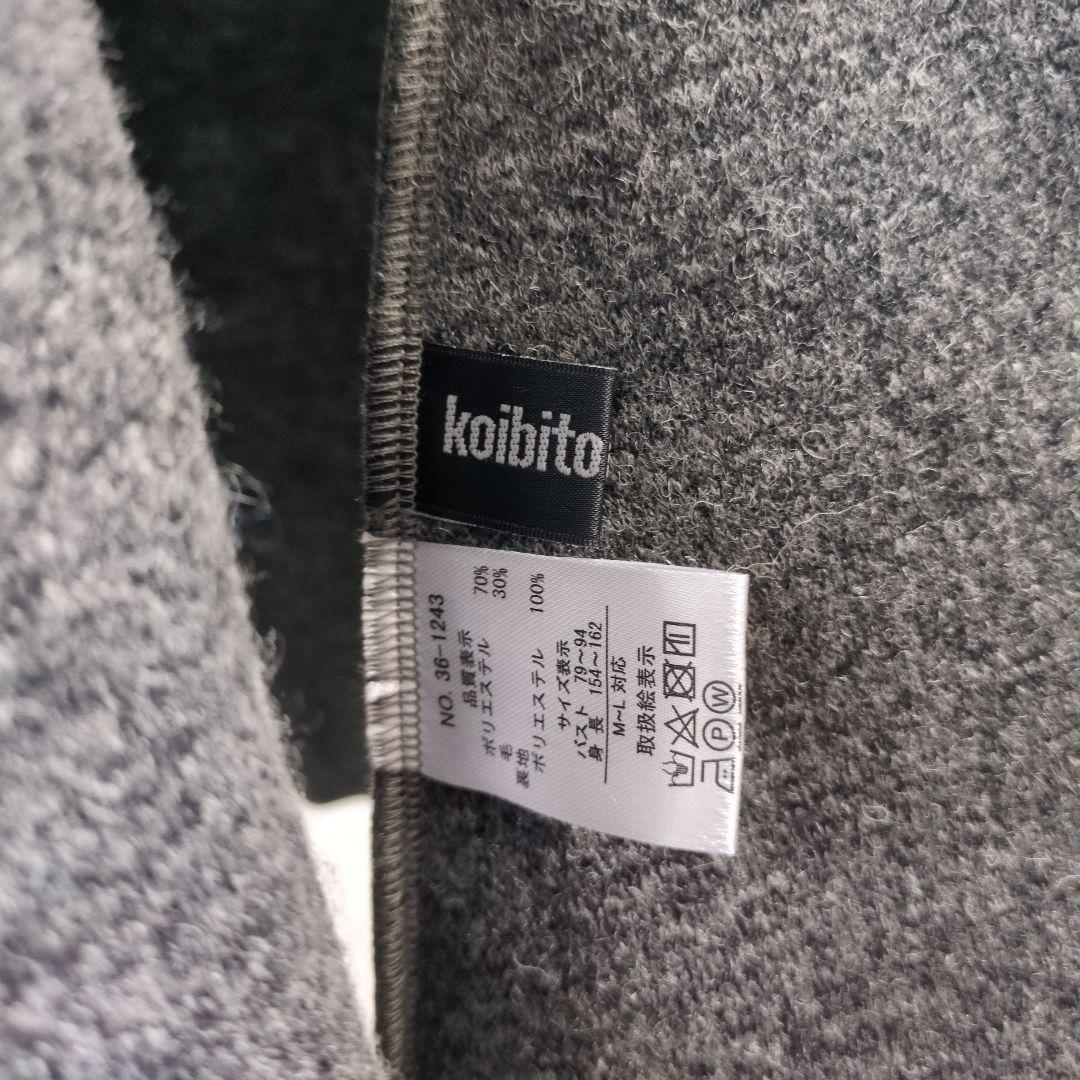 koibito
NO. 36-1243
品質表示
ポリエステル 70%
毛 30%
裏地
ポリエステル 100%
サイズ表示
バスト 79~94
身長 154~162
M~L 対応
取扱絵表示
P W